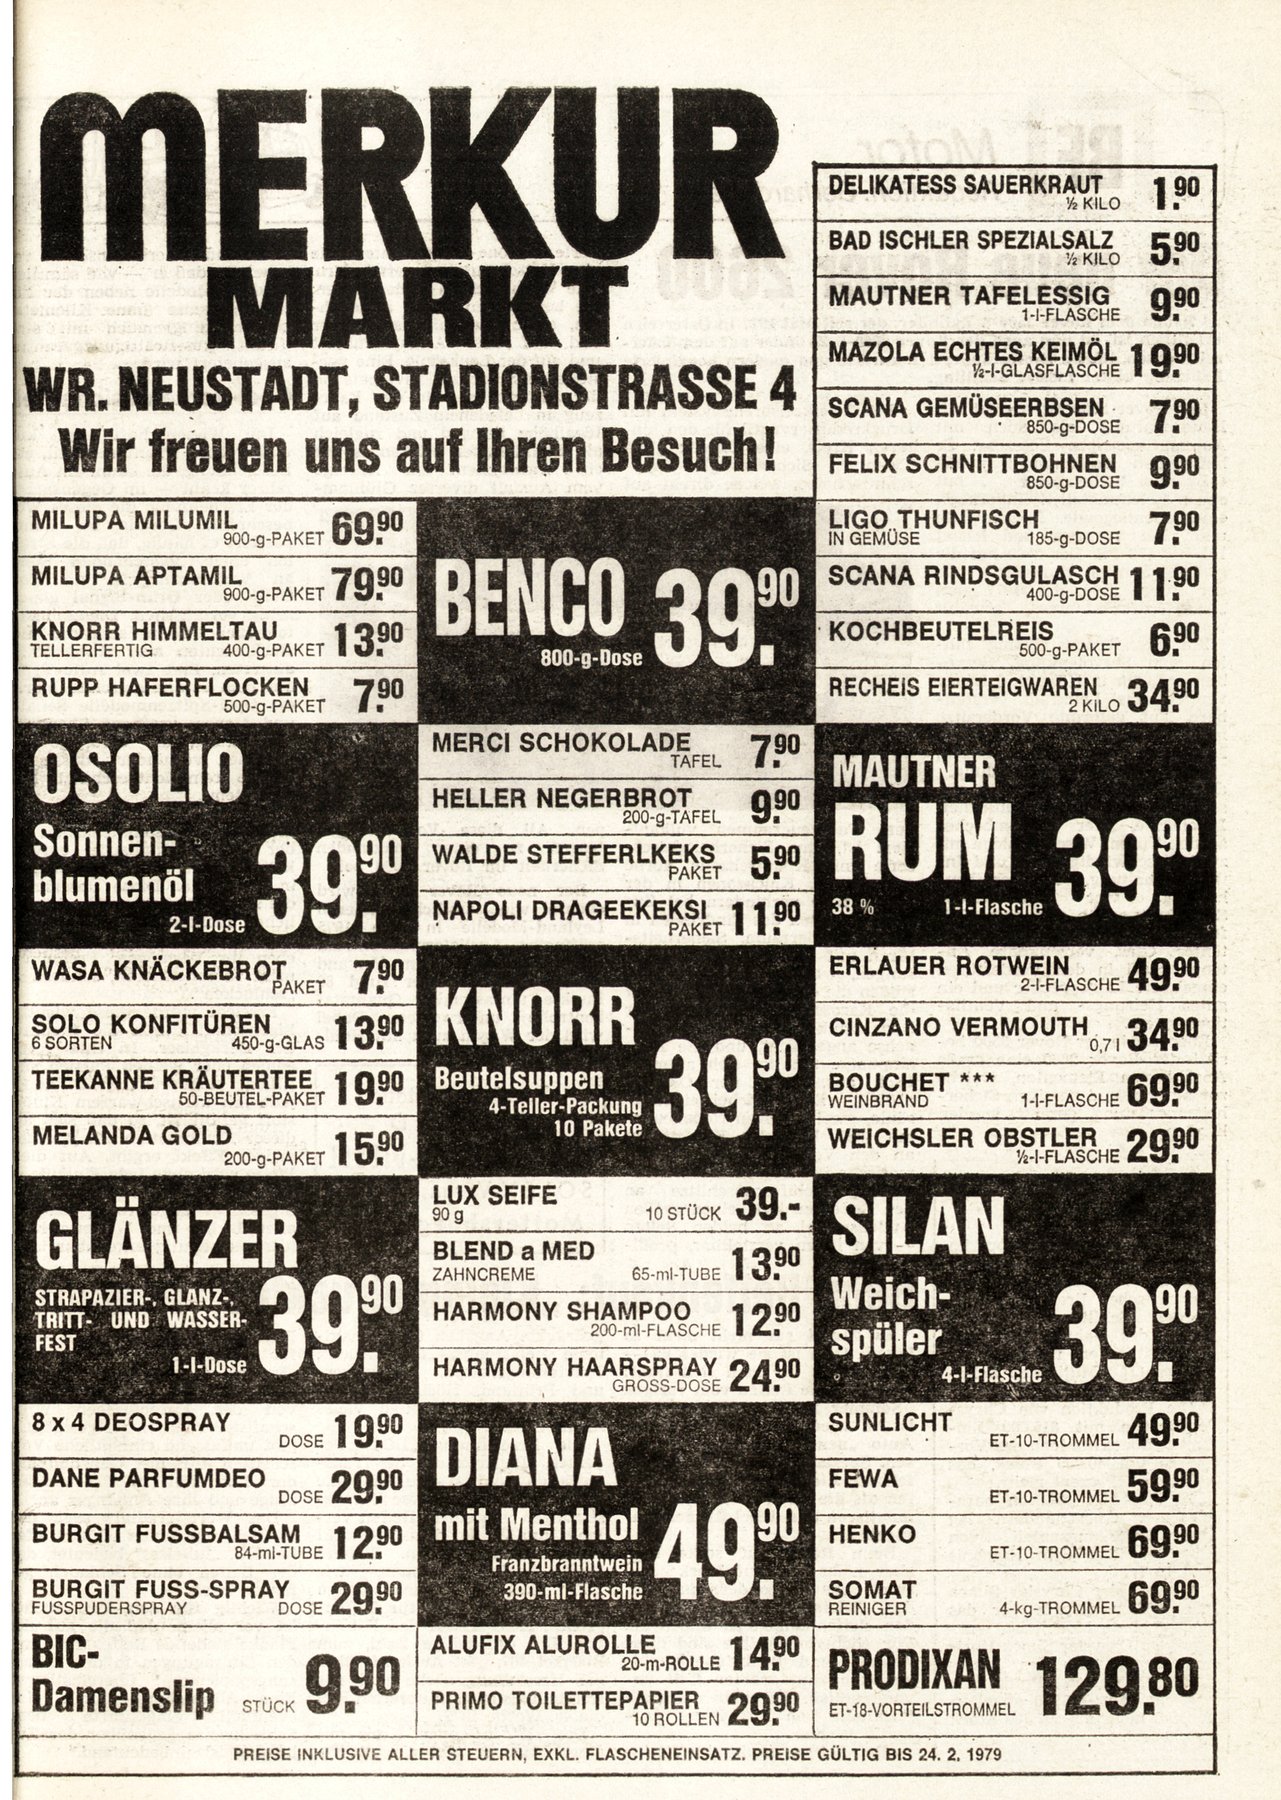 MERKUR
MARKT
WR. NEUSTADT, STADIONSTRASSE 4
Wir freuen uns auf Ihren Besuch!
DELIKATESS SAUERKRAUT
½ KILO 1.90
BAD ISCHLER SPEZIALSALZ
½ KILO 5.90
MAUTNER TAFELESSIG
1-l-FLASCHE 9.90
MAZOLA ECHTES KEIMÖL
½-l-GLASFLASCHE 19.90
SCANA GEMÜSEERBSEN
850-g-DOSE 7.90
FELIX SCHNITTBOHNEN
850-g-DOSE 9.90
LIGO THUNFISCH
IN GEMÜSE 185-g-DOSE 7.90
SCANA RINDSGULASCH
400-g-DOSE 11.90
KOCHBEUTELREIS
500-g-PAKET 6.90
RECHEIS EIERTEIGWAREN
2 KILO 34.90
MILUPA MILUMIL
900-g-PAKET 69.90
MILUPA APTAMIL
900-g-PAKET 79.90
KNORR HIMMELTAU
TELLERFERTIG 400-g-PAKET 13.90
RUPP HAFERFLOCKEN
500-g-PAKET 7.90
BENCO 39.90
800-g-Dose
OSOLIO
Sonnen-
blumenöl 39.90
2-l-Dose
MERCI SCHOKOLADE
TAFEL 7.90
HELLER NEGERBROT
200-g-TAFEL 9.90
WALDE STEFFERLKEKS
PAKET 5.90
NAPOLI DRAGEEKEKSI
PAKET 11.90
MAUTNER
RUM 39.90
38 % 1-l-Flasche
WASA KNÄCKEBROT
PAKET 7.90
SOLO KONFITÜREN
6 SORTEN 450-g-GLAS 13.90
TEEKANNE KRÄUTERTEE
50-BEUTEL-PAKET 19.90
MELANDA GOLD
200-g-PAKET 15.90
KNORR
Beutelsuppen 39.90
4-Teller-Packung
10 Pakete
ERLAUER ROTWEIN
2-l-FLASCHE 49.90
CINZANO VERMOUTH
0,7 l 34.90
BOUCHET ***
WEINBRAND 1-l-FLASCHE 69.90
WEICHSLER OBSTLER
½-l-FLASCHE 29.90
GLÄNZER
STRAPAZIER-, GLANZ-,
TRITT- UND WASSER-
FEST 39.90
1-l-Dose
LUX SEIFE
90 g 10 STÜCK 39.-
BLEND a MED
ZAHNCREME 65-ml-TUBE 13.90
HARMONY SHAMPOO
200-ml-FLASCHE 12.90
HARMONY HAARSPRAY
GROSS-DOSE 24.90
SILAN
Weich-
spüler 39.90
4-l-Flasche
8 x 4 DEOSPRAY
DOSE 19.90
DANE PARFUMDEO
DOSE 29.90
BURGIT FUSSBALSAM
84-ml-TUBE 12.90
BURGIT FUSS-SPRAY
FUSSPUDERSPRAY DOSE 29.90
DIANA
mit Menthol 49.90
Franzbranntwein
390-ml-Flasche
SUNLICHT
ET-10-TROMMEL 49.90
FEWA
ET-10-TROMMEL 59.90
HENKO
ET-10-TROMMEL 69.90
SOMAT
REINIGER 4-kg-TROMMEL 69.90
BIC-
Damenslip STÜCK 9.90
ALUFIX ALUROLLE
20-m-ROLLE 14.90
PRIMO TOILETTEPAPIER
10 ROLLEN 29.90
PRODIXAN 129.80
ET-18-VORTEILSTROMMEL
PREISE INKLUSIVE ALLER STEUERN, EXKL. FLASCHENEINSATZ. PREISE GÜLTIG BIS 24. 2. 1979